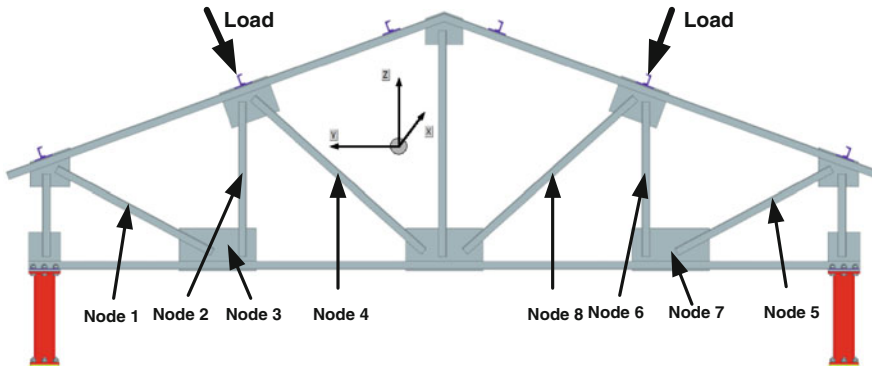 Load
Load
Z
Y
X
Node 1
Node 2
Node 3
Node 4
Node 8
Node 6
Node 7
Node 5